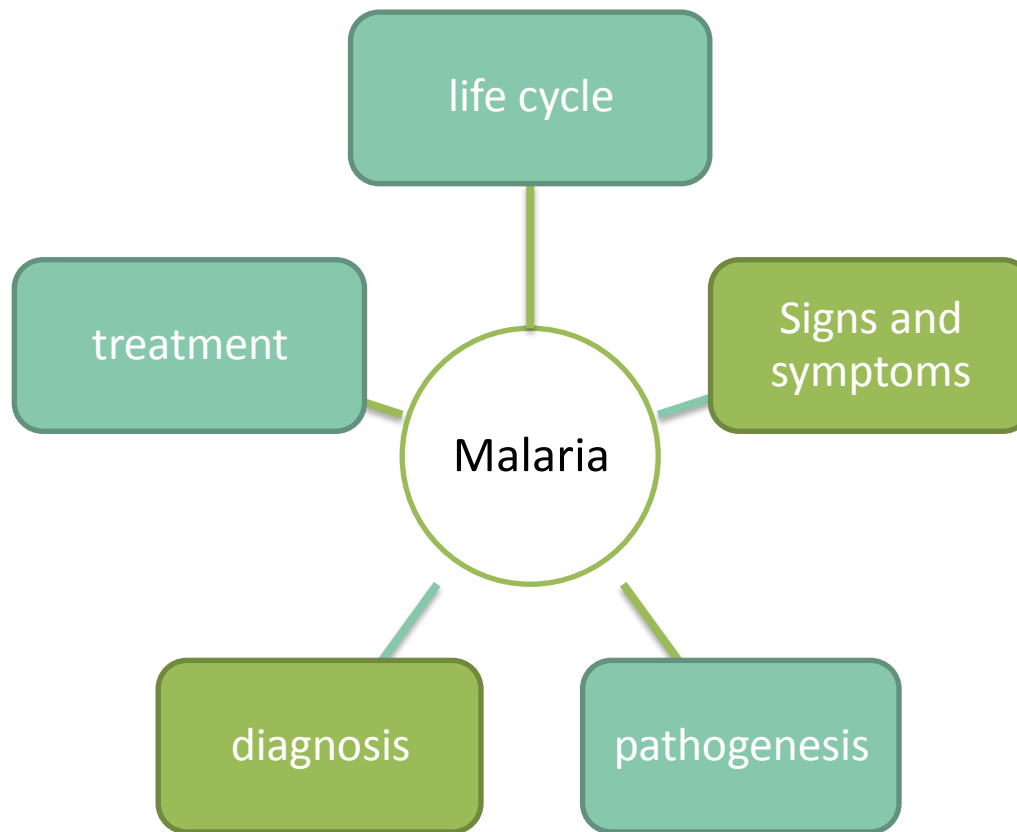 life cycle
treatment
Signs and
symptoms
Malaria
diagnosis
pathogenesis